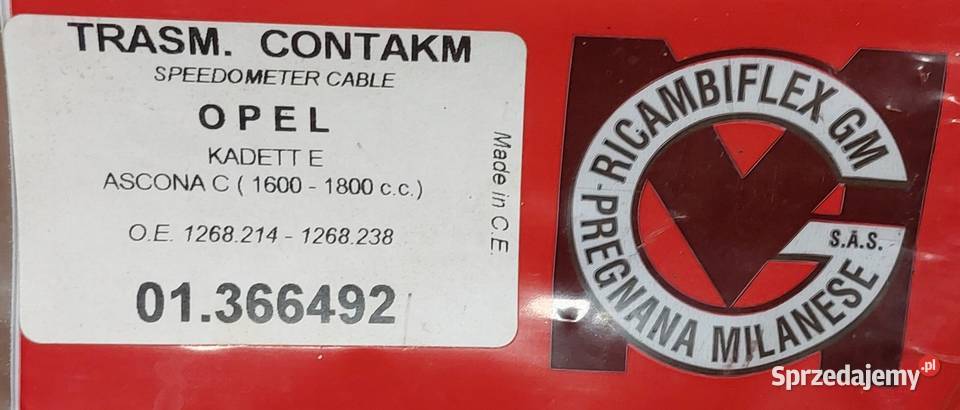 TRASM. CONTAKM
SPEEDOMETER CABLE
OPEL
KADETT E
ASCONA C ( 1600 - 1800 c.c.)
O.E. 1268.214 - 1268.238
01.366492
Made in C.E.
RICAMBIFLEX GM
S.A.S.
PREGNANA MILANESE
Sprzedajemy.pl